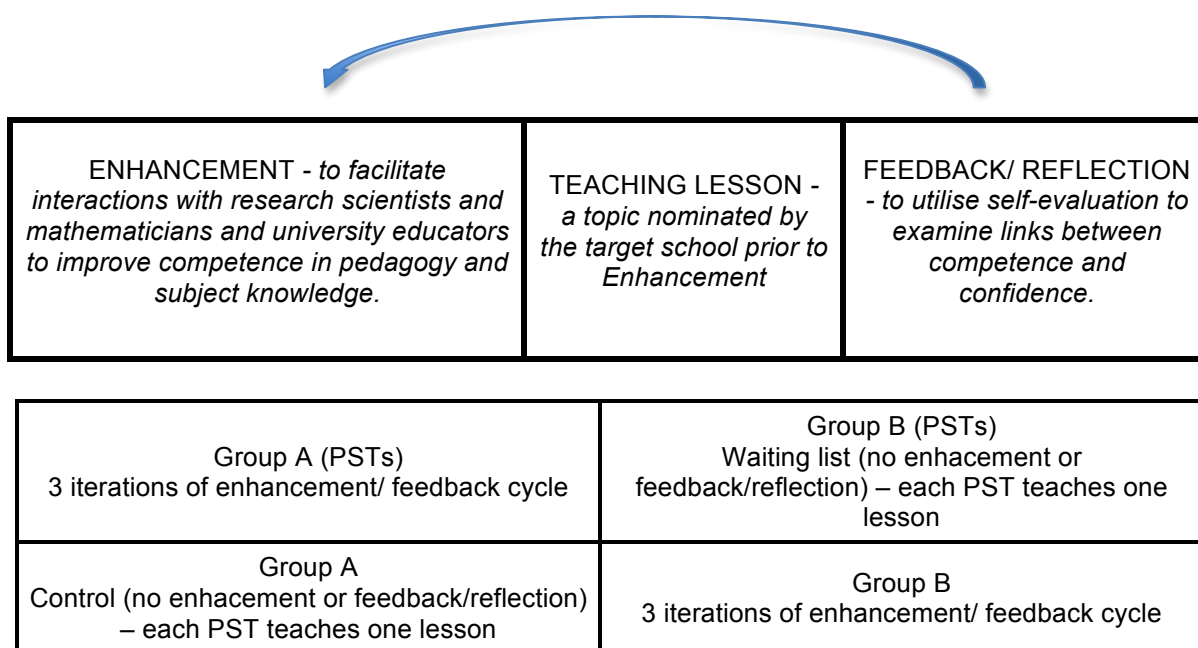 ENHANCEMENT - to facilitate
interactions with research scientists and
mathematicians and university educators
to improve competence in pedagogy and
subject knowledge.
TEACHING LESSON -
a topic nominated by
the target school prior to
Enhancement
FEEDBACK/ REFLECTION
- to utilise self-evaluation to
examine links between
competence and
confidence.
Group A (PSTs)
3 iterations of enhancement/ feedback cycle
Group B (PSTs)
Waiting list (no enhacement or
feedback/reflection) – each PST teaches one
lesson
Group A
Control (no enhacement or feedback/reflection)
– each PST teaches one lesson
Group B
3 iterations of enhancement/ feedback cycle